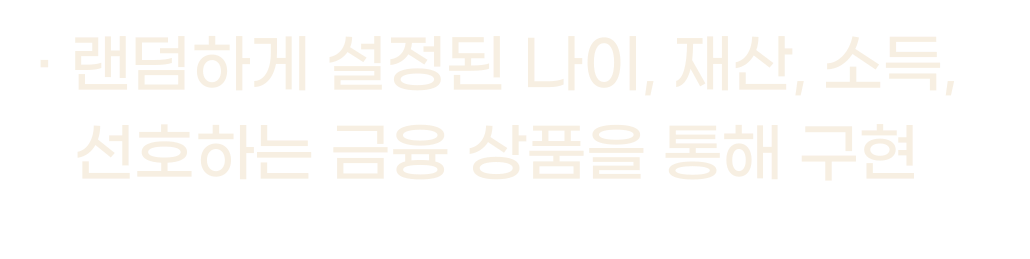 · 랜덤하게 설정된 나이, 재산, 소득,
선호하는 금융 상품을 통해 구현